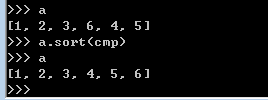 >>> a
[1, 2, 3, 6, 4, 5]
>>> a.sort(cmp)
>>> a
[1, 2, 3, 4, 5, 6]
>>>